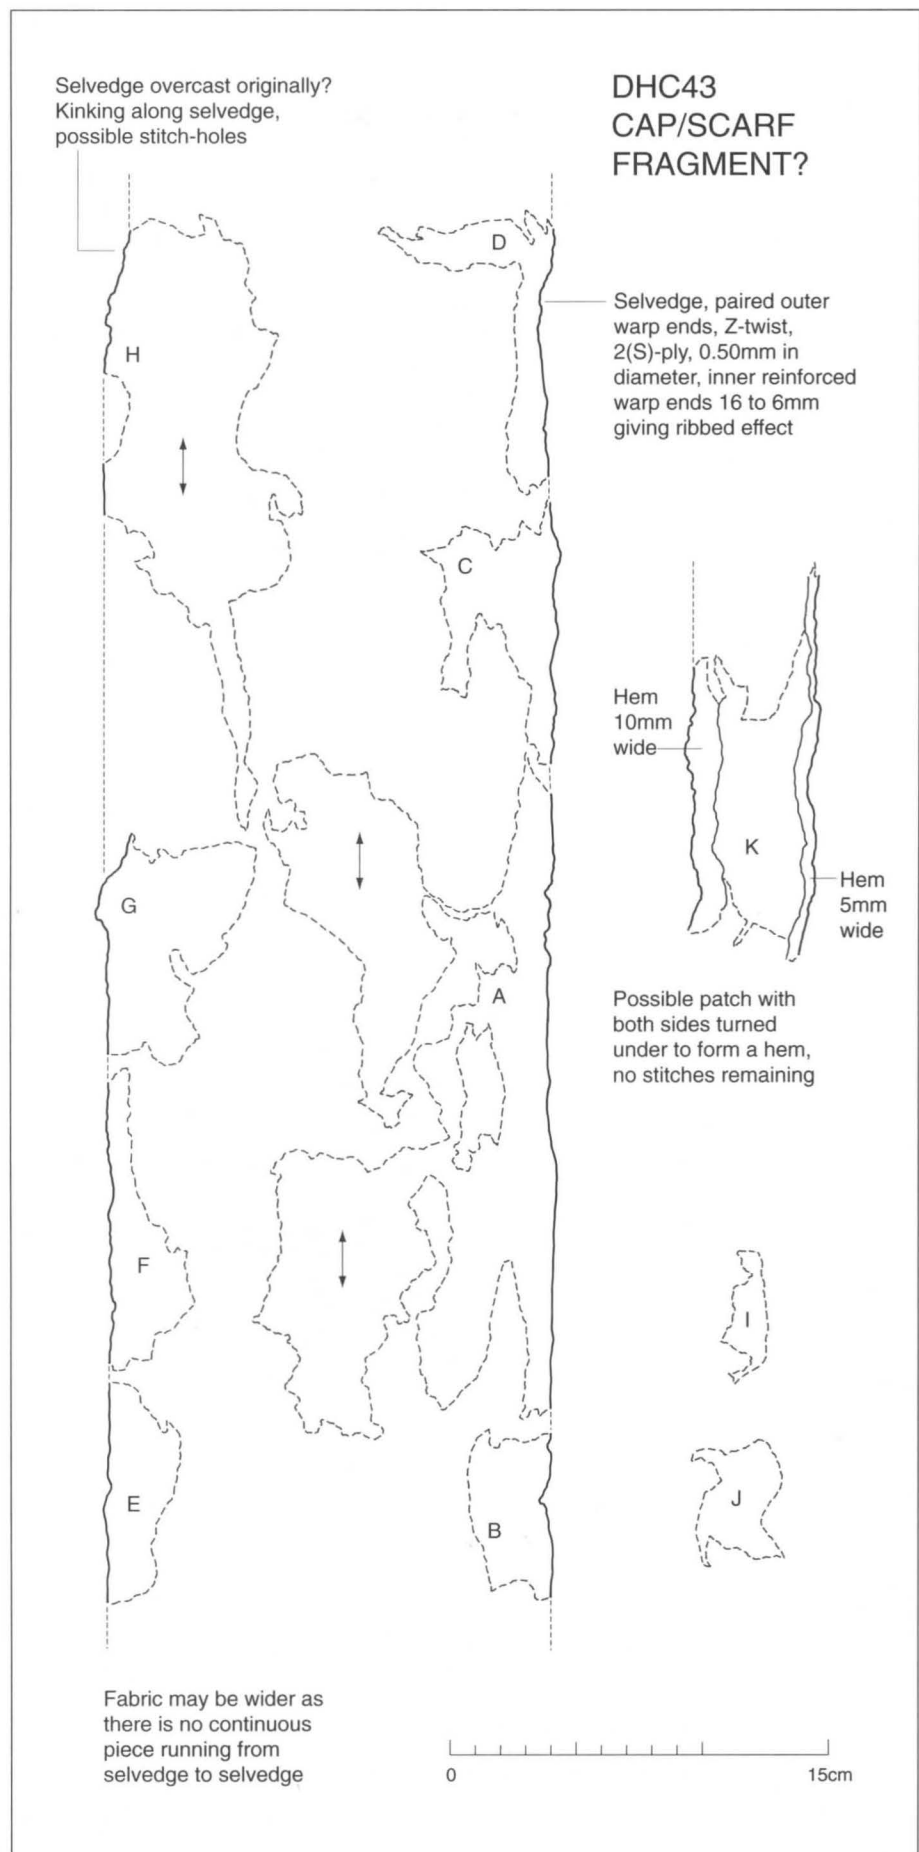 Selvedge overcast originally?
Kinking along selvedge,
possible stitch-holes
DHC43
CAP/SCARF
FRAGMENT?
D
Selvedge, paired outer
warp ends, Z-twist,
2(S)-ply, 0.50mm in
diameter, inner reinforced
warp ends 16 to 6mm
giving ribbed effect
H
C
Hem
10mm
wide
K
Hem
5mm
wide
G
A
Possible patch with
both sides turned
under to form a hem,
no stitches remaining
F
I
E
B
J
Fabric may be wider as
there is no continuous
piece running from
selvedge to selvedge
0
15cm